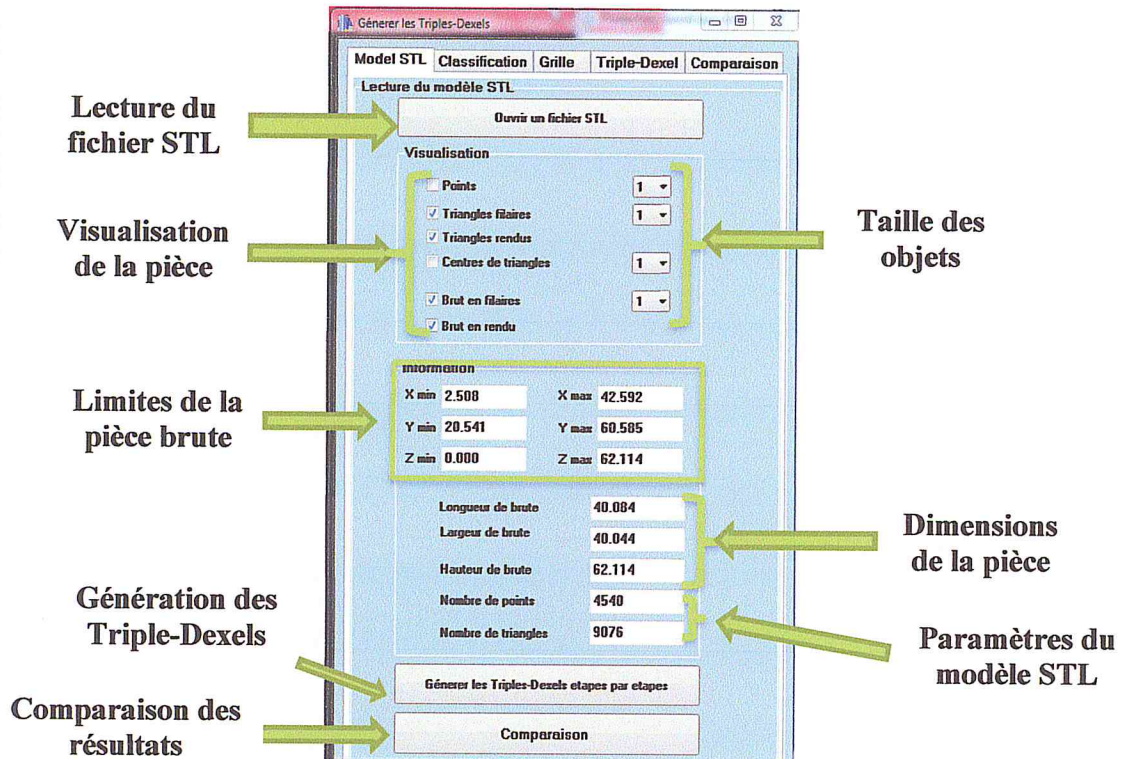 Génerer les Triples-Dexels
Model STL Classification Grille Triple-Dexel Comparaison
Lecture du modèle STL
Ouvrir un fichier STL
Lecture du
fichier STL
Visualisation
Points 1
Triangles filaires 1
Triangles rendus
Centres de triangles 1
Brut en filaires 1
Brut en rendu
Visualisation
de la pièce
Taille des
objets
Information
X min 2.508 X max 42.592
Y min 20.541 Y max 60.585
Z min 0.000 Z max 62.114
Limites de la
pièce brute
Longueur de brute 40.084
Largeur de brute 40.044
Hauteur de brute 62.114
Nombre de points 4540
Nombre de triangles 9076
Dimensions
de la pièce
Paramètres du
modèle STL
Génération des
Triple-Dexels
Génerer les Triples-Dexels etapes par etapes
Comparaison des
résultats
Comparaison